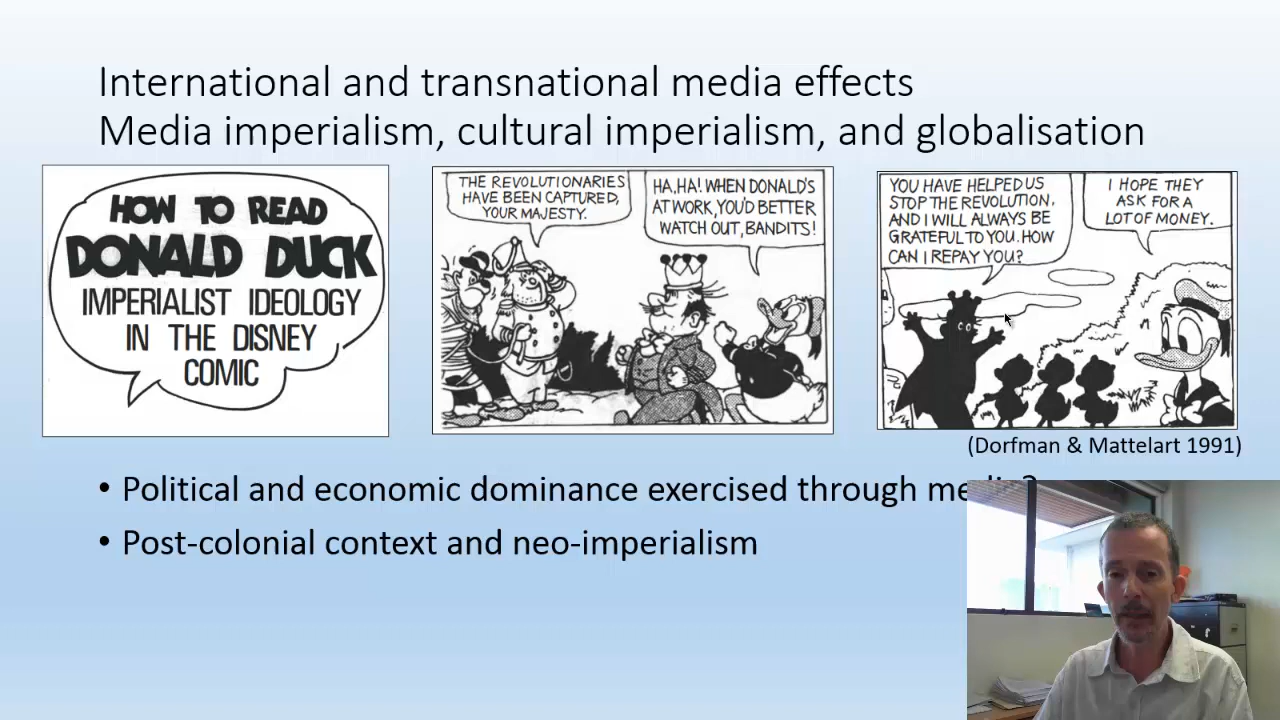 International and transnational media effects
Media imperialism, cultural imperialism, and globalisation
HOW TO READ
DONALD DUCK
IMPERIALIST IDEOLOGY
IN THE DISNEY
COMIC
THE REVOLUTIONARIES
HAVE BEEN CAPTURED,
YOUR MAJESTY.
HA,HA! WHEN DONALD'S
AT WORK, YOU'D BETTER
WATCH OUT, BANDITS!
YOU HAVE HELPED US
STOP THE REVOLUTION,
AND I WILL ALWAYS BE
GRATEFUL TO YOU. HOW
CAN I REPAY YOU?
I HOPE THEY
ASK FOR A
LOT OF MONEY.
(Dorfman & Mattelart 1991)
• Political and economic dominance exercised through media?
• Post-colonial context and neo-imperialism